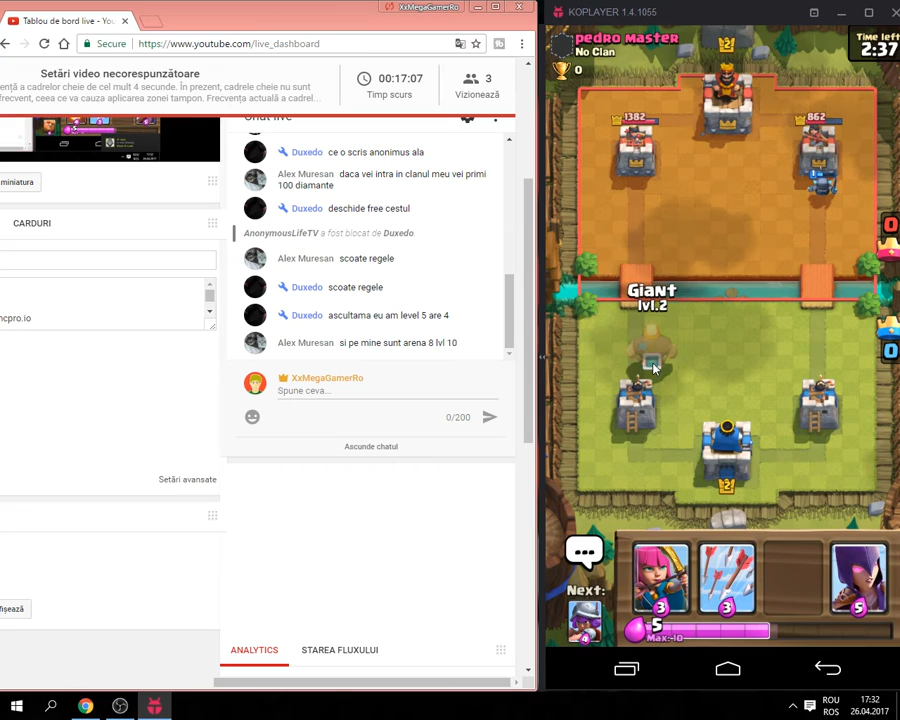 XxMegaGamerRo
Tablou de bord live - Yo
Secure
https://www.youtube.com/live_dashboard
Setări video necorespunzătoare
ență a cadrelor cheie de cel mult 4 secunde. În prezent, cadrele cheie nu sunt
frecvent, ceea ce va cauza aplicarea zonei tampon. Frecvența actuală a cadrel...
00:17:07
Timp scurs
3
Vizionează
Duxedo ce o scris anonimus ala
Alex Muresan daca vei intra in clanul meu vei primi
100 diamante
Duxedo deschide free cestul
AnonymousLifeTV a fost blocat de Duxedo.
Alex Muresan scoate regele
Duxedo scoate regele
Duxedo ascultama eu am level 5 are 4
Alex Muresan si pe mine sunt arena 8 lvl 10
XxMegaGamerRo
Spune ceva...
0/200
Ascunde chatul
miniatura
CARDURI
ncpro.io
Setări avansate
fișează
ANALYTICS
STAREA FLUXULUI
KOPLAYER 1.4.1055
pedro master
No Clan
0
Time left:
2:37
2
1382
862
1
0
Giant
lvl.2
0
2
Next:
4
3
3
5
5
Max:10
ROU
ROS
17:32
26.04.2017